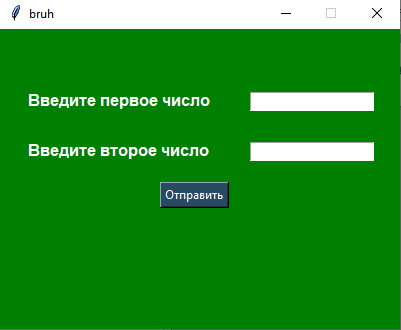 bruh
Введите первое число
Введите второе число
Отправить